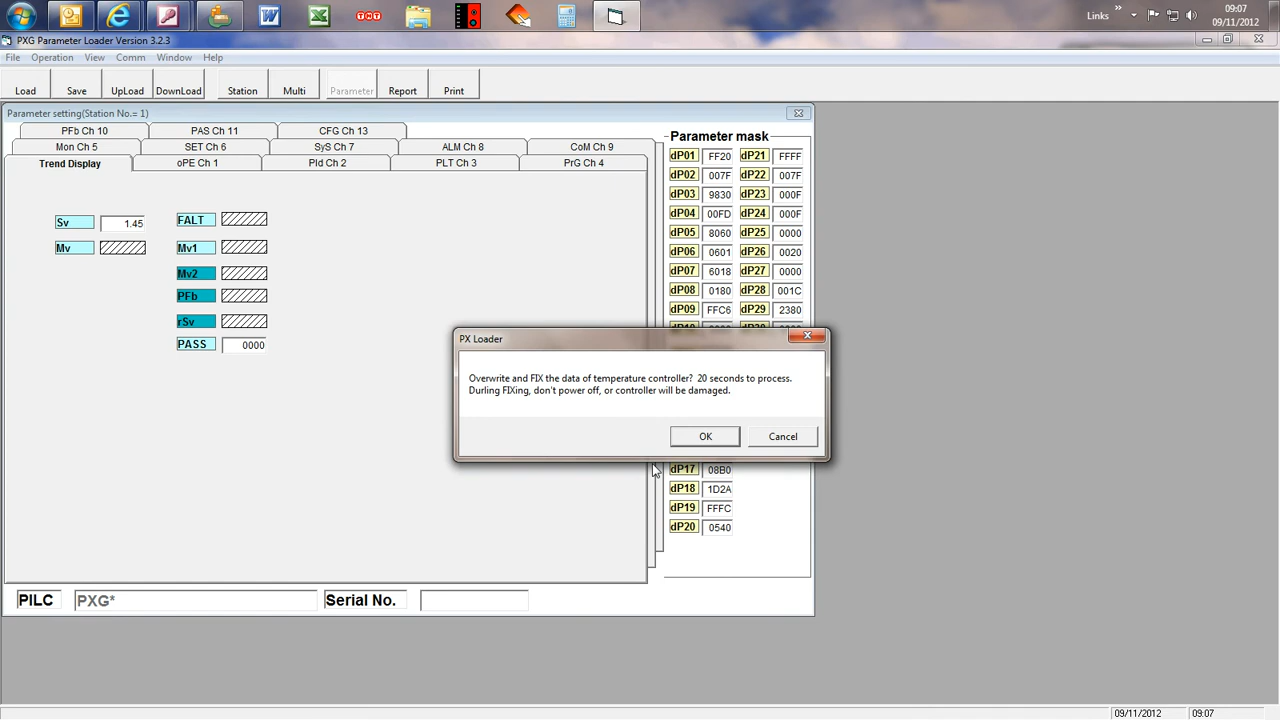 Links
09:07
09/11/2012
PXG Parameter Loader Version 3.2.3
File Operation View Comm Window Help
Load Save UpLoad DownLoad Station Multi Parameter Report Print
Parameter setting(Station No.= 1)
PFb Ch 10 PAS Ch 11 CFG Ch 13
Mon Ch 5 SET Ch 6 SyS Ch 7 ALM Ch 8 CoM Ch 9
Trend Display oPE Ch 1 PId Ch 2 PLT Ch 3 PrG Ch 4
Sv 1.45 FALT
Mv Mv1
Mv2
PFb
rSv
PASS 0000
Parameter mask
dP01 FF20 dP21 FFFF
dP02 007F dP22 007F
dP03 9830 dP23 000F
dP04 00FD dP24 000F
dP05 8060 dP25 0000
dP06 0601 dP26 0020
dP07 6018 dP27 0000
dP08 0180 dP28 001C
dP09 FFC6 dP29 2380
PX Loader
Overwrite and FIX the data of temperature controller? 20 seconds to process.
Durling FIXing, don't power off, or controller will be damaged.
OK Cancel
dP17 08B0
dP18 1D2A
dP19 FFFC
dP20 0540
PILC PXG* Serial No.
09/11/2012 09:07